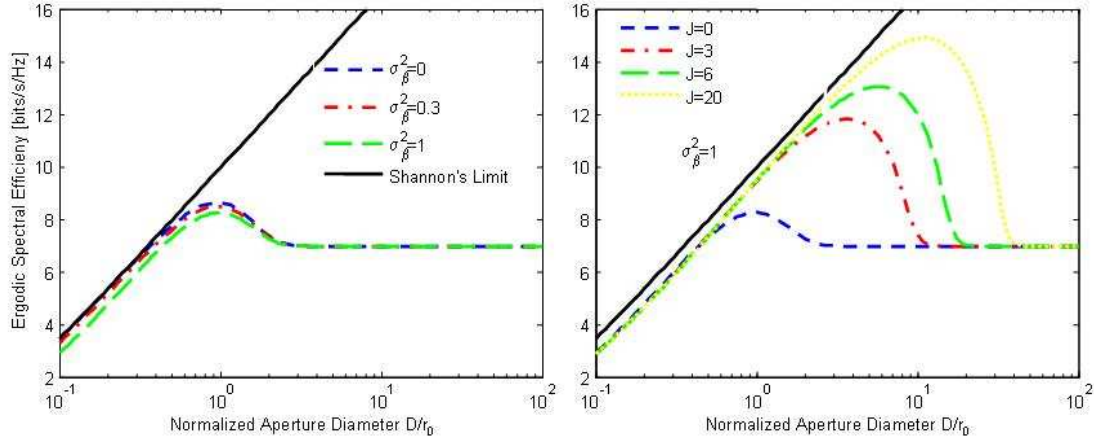 16
14
12
10
8
6
4
2
Ergodic Spectral Efficieny [bits/s/Hz]
σ²β=0
σ²β=0.3
σ²β=1
Shannon's Limit
10⁻¹ 10⁰ 10¹ 10²
Normalized Aperture Diameter D/r₀
16
14
12
10
8
6
4
2
J=0
J=3
J=6
J=20
σ²β=1
10⁻¹ 10⁰ 10¹ 10²
Normalized Aperture Diameter D/r₀